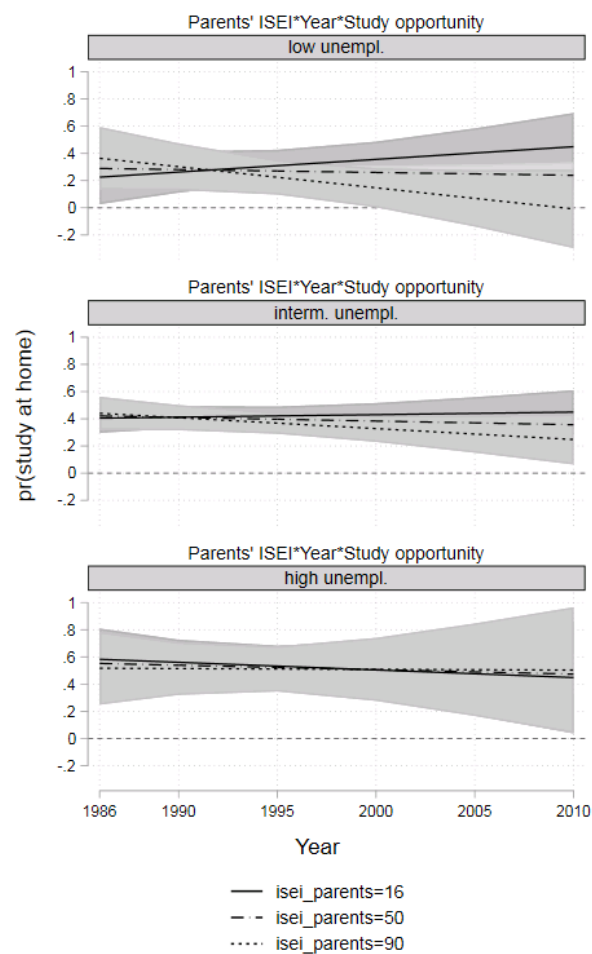 Parents' ISEI*Year*Study opportunity
low unempl.
1
.8
.6
.4
.2
0
-.2
Parents' ISEI*Year*Study opportunity
interm. unempl.
1
.8
.6
.4
.2
0
-.2
pr(study at home)
Parents' ISEI*Year*Study opportunity
high unempl.
1
.8
.6
.4
.2
0
-.2
1986 1990 1995 2000 2005 2010
Year
isei_parents=16
isei_parents=50
isei_parents=90